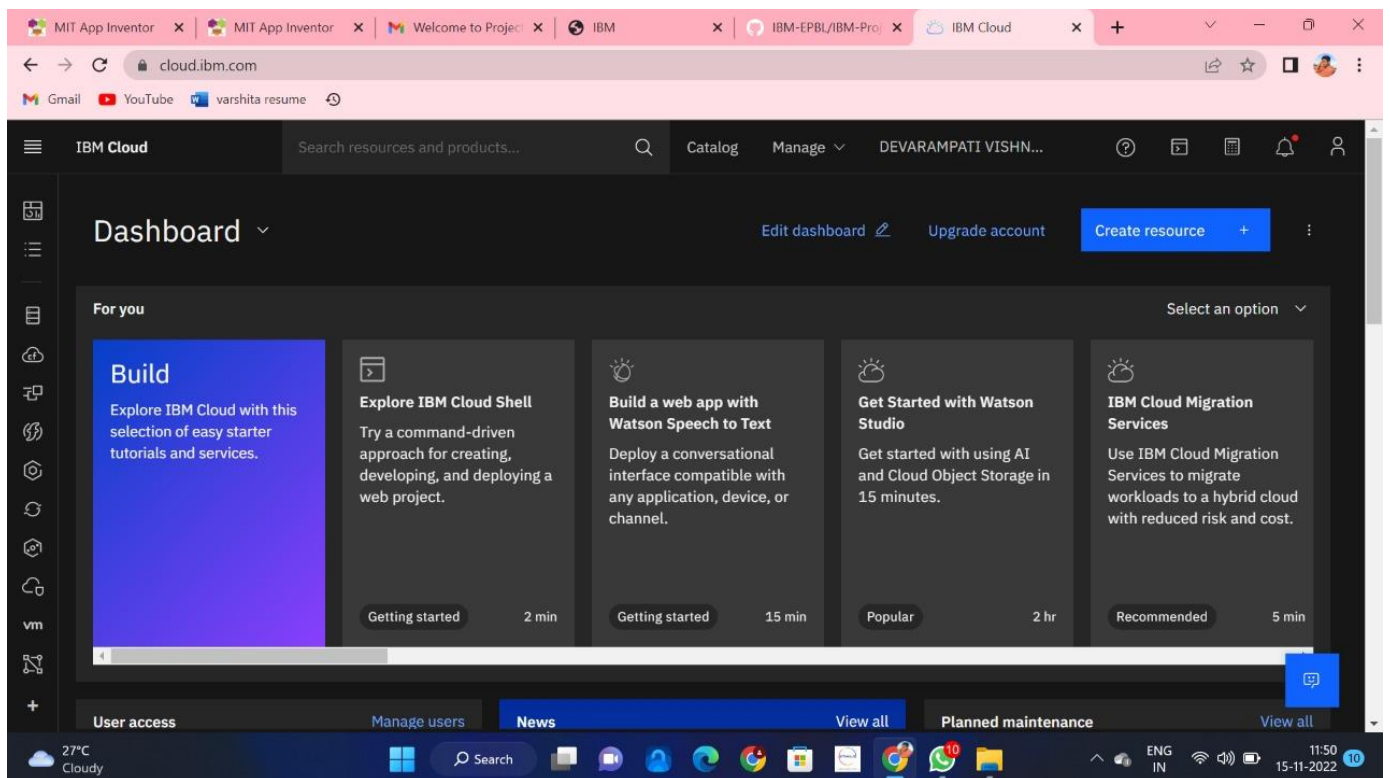 MIT App Inventor
MIT App Inventor
Welcome to Projec
IBM
IBM-EPBL/IBM-Proj
IBM Cloud
cloud.ibm.com
Gmail
YouTube
varshita resume
IBM Cloud
Search resources and products...
Catalog
Manage
DEVARAMPATI VISHN...
Dashboard
Edit dashboard
Upgrade account
Create resource +
For you
Select an option
Build
Explore IBM Cloud with this
selection of easy starter
tutorials and services.
Explore IBM Cloud Shell
Try a command-driven
approach for creating,
developing, and deploying a
web project.
Getting started
2 min
Build a web app with
Watson Speech to Text
Deploy a conversational
interface compatible with
any application, device, or
channel.
Getting started
15 min
Get Started with Watson
Studio
Get started with using AI
and Cloud Object Storage in
15 minutes.
Popular
2 hr
IBM Cloud Migration
Services
Use IBM Cloud Migration
Services to migrate
workloads to a hybrid cloud
with reduced risk and cost.
Recommended
5 min
vm
User access
Manage users
News
View all
Planned maintenance
View all
27°C
Cloudy
Search
10
ENG
IN
11:50
15-11-2022
10